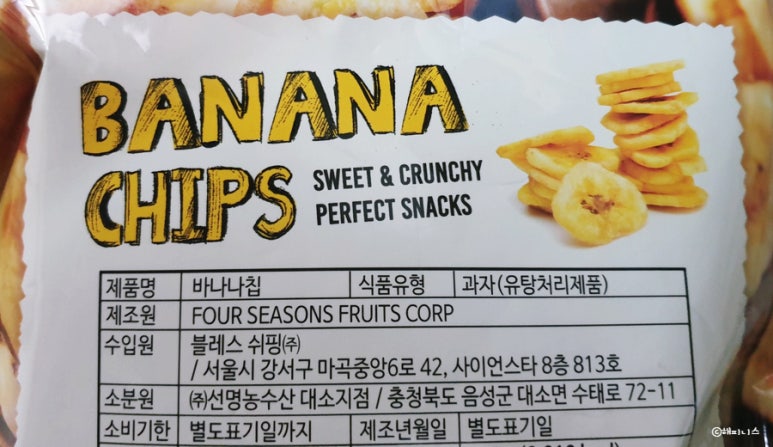 BANANA
CHIPS
SWEET & CRUNCHY
PERFECT SNACKS
제품명 바나나칩 식품유형 과자(유탕처리제품)
제조원 FOUR SEASONS FRUITS CORP
수입원 블레스 쉬핑㈜
/ 서울시 강서구 마곡중앙6로 42, 사이언스타 8층 813호
소분원 ㈜선명농수산 대소지점 / 충청북도 음성군 대소면 수태로 72-11
소비기한 별도표기일까지 제조년월일 별도표기일
ⓒ해피니스